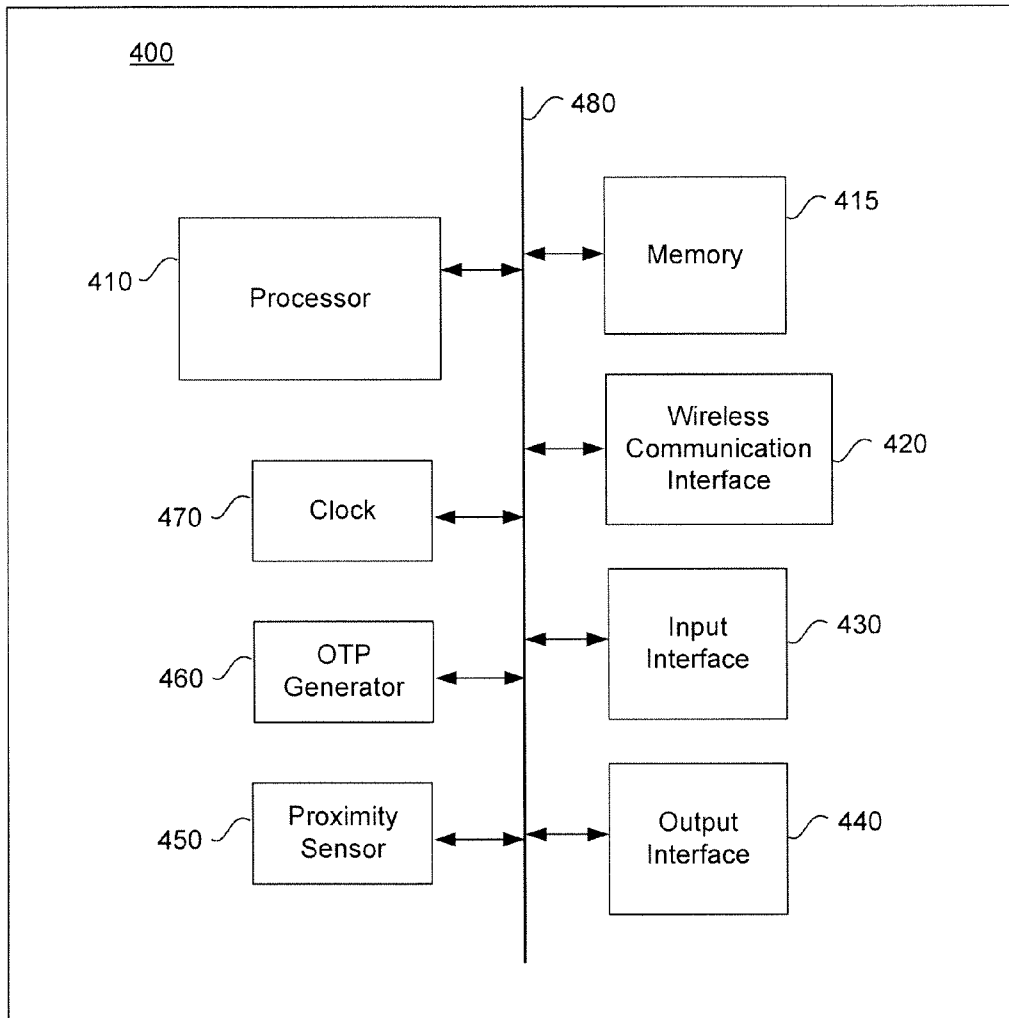 400
480
415
Memory
410
Processor
Wireless
Communication
Interface
420
470
Clock
Input
Interface
430
460
OTP
Generator
450
Proximity
Sensor
Output
Interface
440